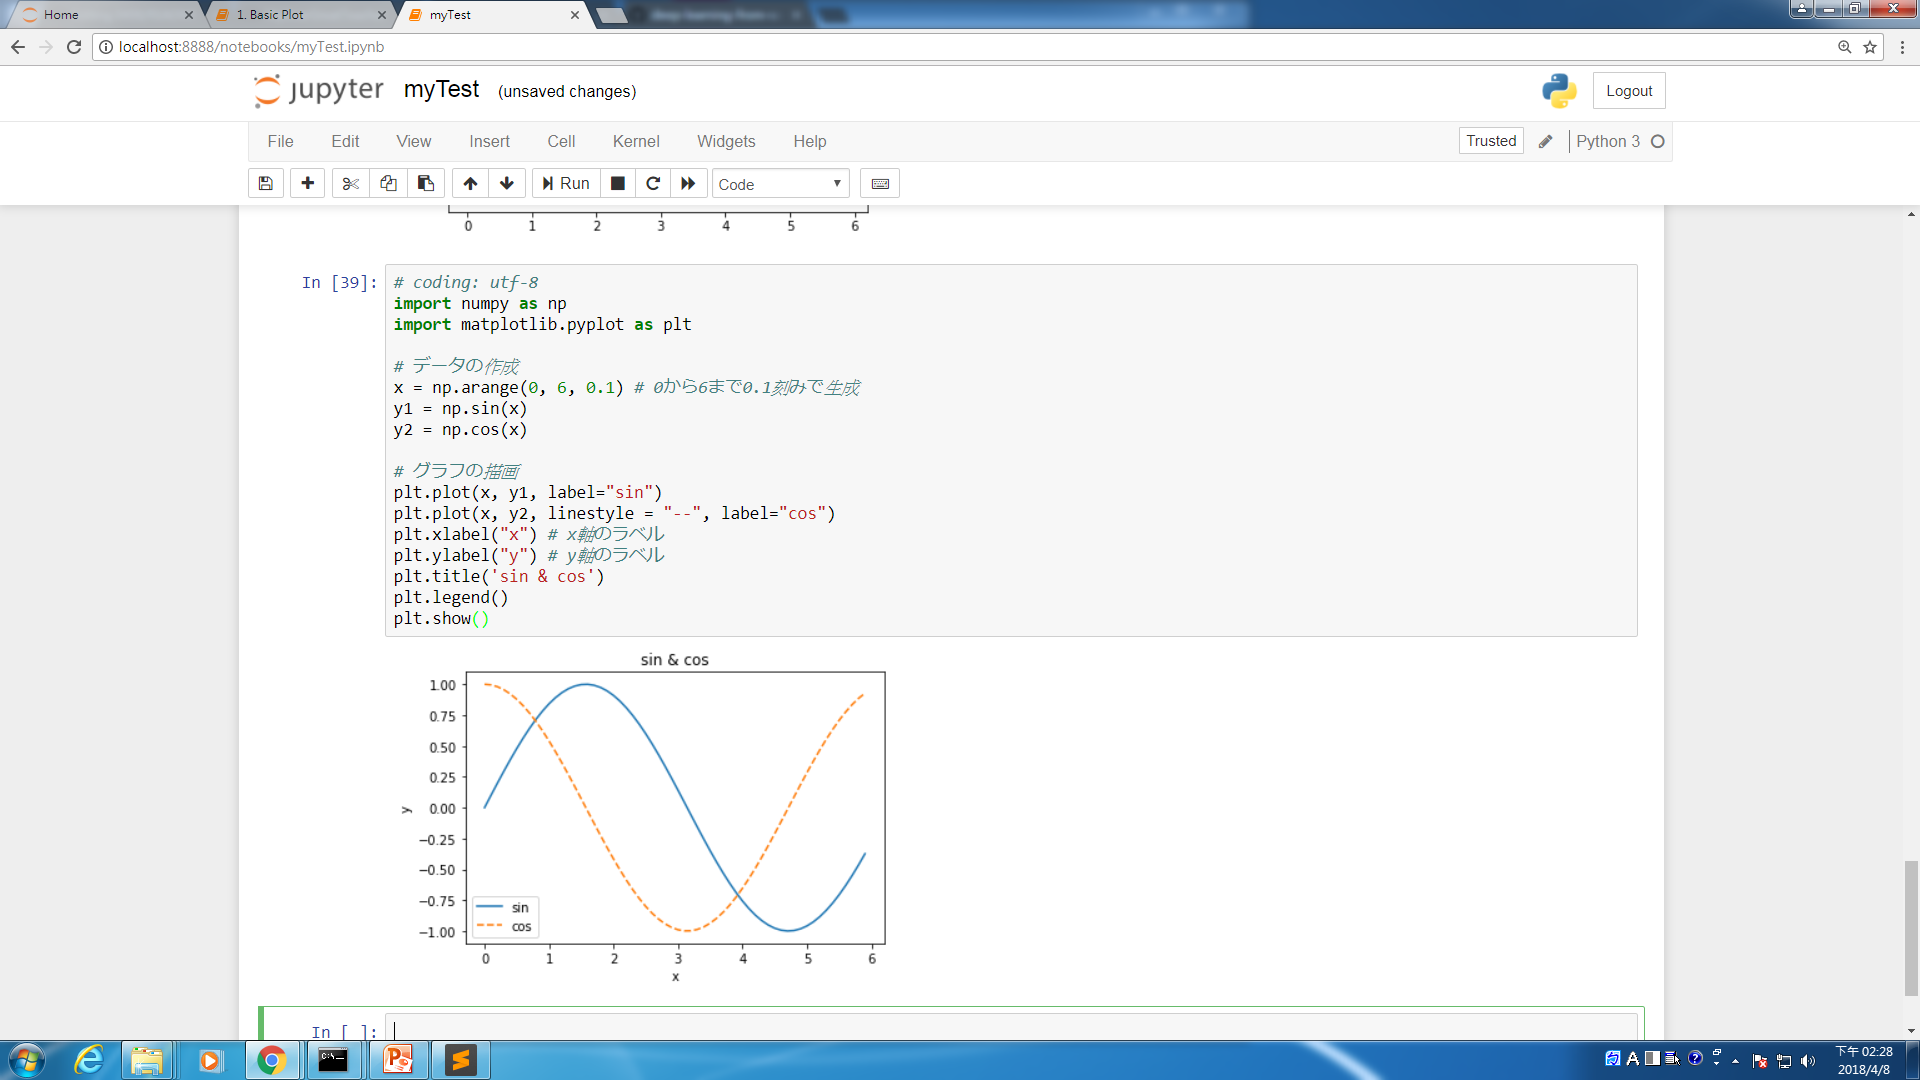 Home
1. Basic Plot
myTest
localhost:8888/notebooks/myTest.ipynb
jupyter myTest (unsaved changes)
Logout
File Edit View Insert Cell Kernel Widgets Help
Trusted
Python 3
Run
Code
0 1 2 3 4 5 6
In [39]:
# coding: utf-8
import numpy as np
import matplotlib.pyplot as plt
# データの作成
x = np.arange(0, 6, 0.1) # 0から6まで0.1刻みで生成
y1 = np.sin(x)
y2 = np.cos(x)
# グラフの描画
plt.plot(x, y1, label="sin")
plt.plot(x, y2, linestyle = "--", label="cos")
plt.xlabel("x") # x軸のラベル
plt.ylabel("y") # y軸のラベル
plt.title('sin & cos')
plt.legend()
plt.show()
sin & cos
1.00
0.75
0.50
0.25
0.00
−0.25
−0.50
−0.75
−1.00
y
sin
cos
0 1 2 3 4 5 6
x
In [ ]:
下午 02:28
2018/4/8